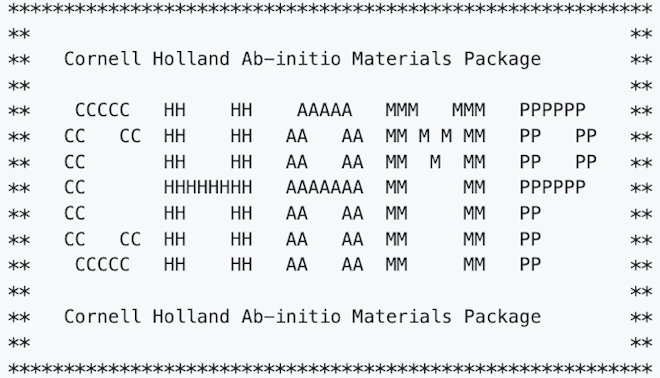 **********************************************************
**                                                      **
**   Cornell Holland Ab-initio Materials Package        **
**                                                      **
**    CCCCC   HH    HH    AAAAA   MMM   MMM   PPPPPP    **
**   CC   CC  HH    HH   AA   AA  MM M M MM   PP   PP   **
**   CC       HH    HH   AA   AA  MM  M  MM   PP   PP   **
**   CC       HHHHHHHH   AAAAAAA  MM     MM   PPPPPP    **
**   CC       HH    HH   AA   AA  MM     MM   PP        **
**   CC   CC  HH    HH   AA   AA  MM     MM   PP        **
**    CCCCC   HH    HH   AA   AA  MM     MM   PP        **
**                                                      **
**   Cornell Holland Ab-initio Materials Package        **
**                                                      **
**********************************************************